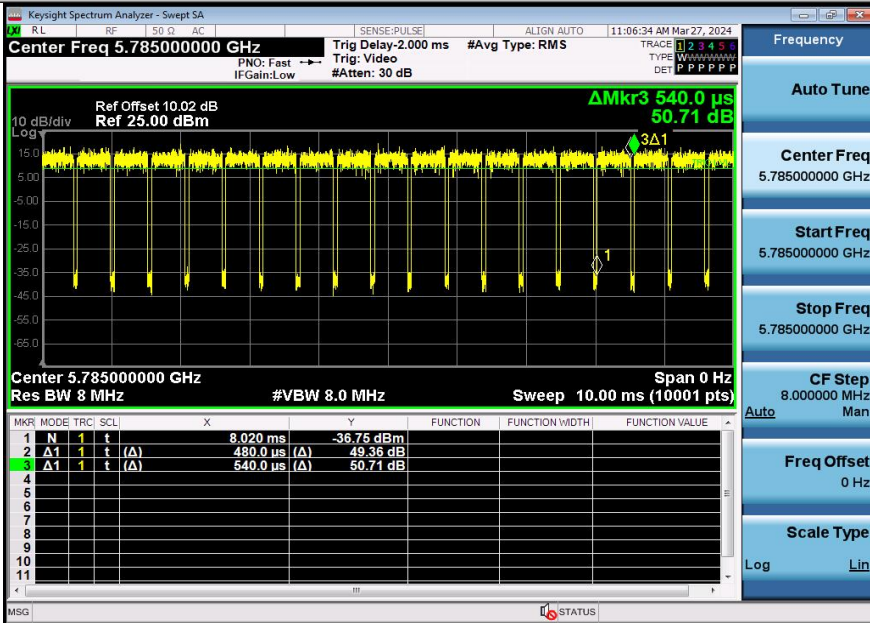 Keysight Spectrum Analyzer - Swept SA
LXI RL RF 50 Ω AC SENSE:PULSE ALIGN AUTO 11:06:34 AM Mar 27, 2024
Center Freq 5.785000000 GHz
PNO: Fast
IFGain:Low
Trig Delay-2.000 ms
Trig: Video
#Atten: 30 dB
#Avg Type: RMS
TRACE 1 2 3 4 5 6
TYPE WWWWWW
DET P P P P P P
Ref Offset 10.02 dB
10 dB/div Ref 25.00 dBm
Log
ΔMkr3 540.0 µs
50.71 dB
3Δ1
1
15.0
5.00
-5.00
-15.0
-25.0
-35.0
-45.0
-55.0
-65.0
Center 5.785000000 GHz Span 0 Hz
Res BW 8 MHz #VBW 8.0 MHz Sweep 10.00 ms (10001 pts)
MKR MODE TRC SCL X Y FUNCTION FUNCTION WIDTH FUNCTION VALUE
1 N 1 t 8.020 ms -36.75 dBm
2 Δ1 1 t (Δ) 480.0 µs (Δ) 49.36 dB
3 Δ1 1 t (Δ) 540.0 µs (Δ) 50.71 dB
4
5
6
7
8
9
10
11
MSG STATUS
Frequency
Auto Tune
Center Freq
5.785000000 GHz
Start Freq
5.785000000 GHz
Stop Freq
5.785000000 GHz
CF Step
8.000000 MHz
Auto Man
Freq Offset
0 Hz
Scale Type
Log Lin